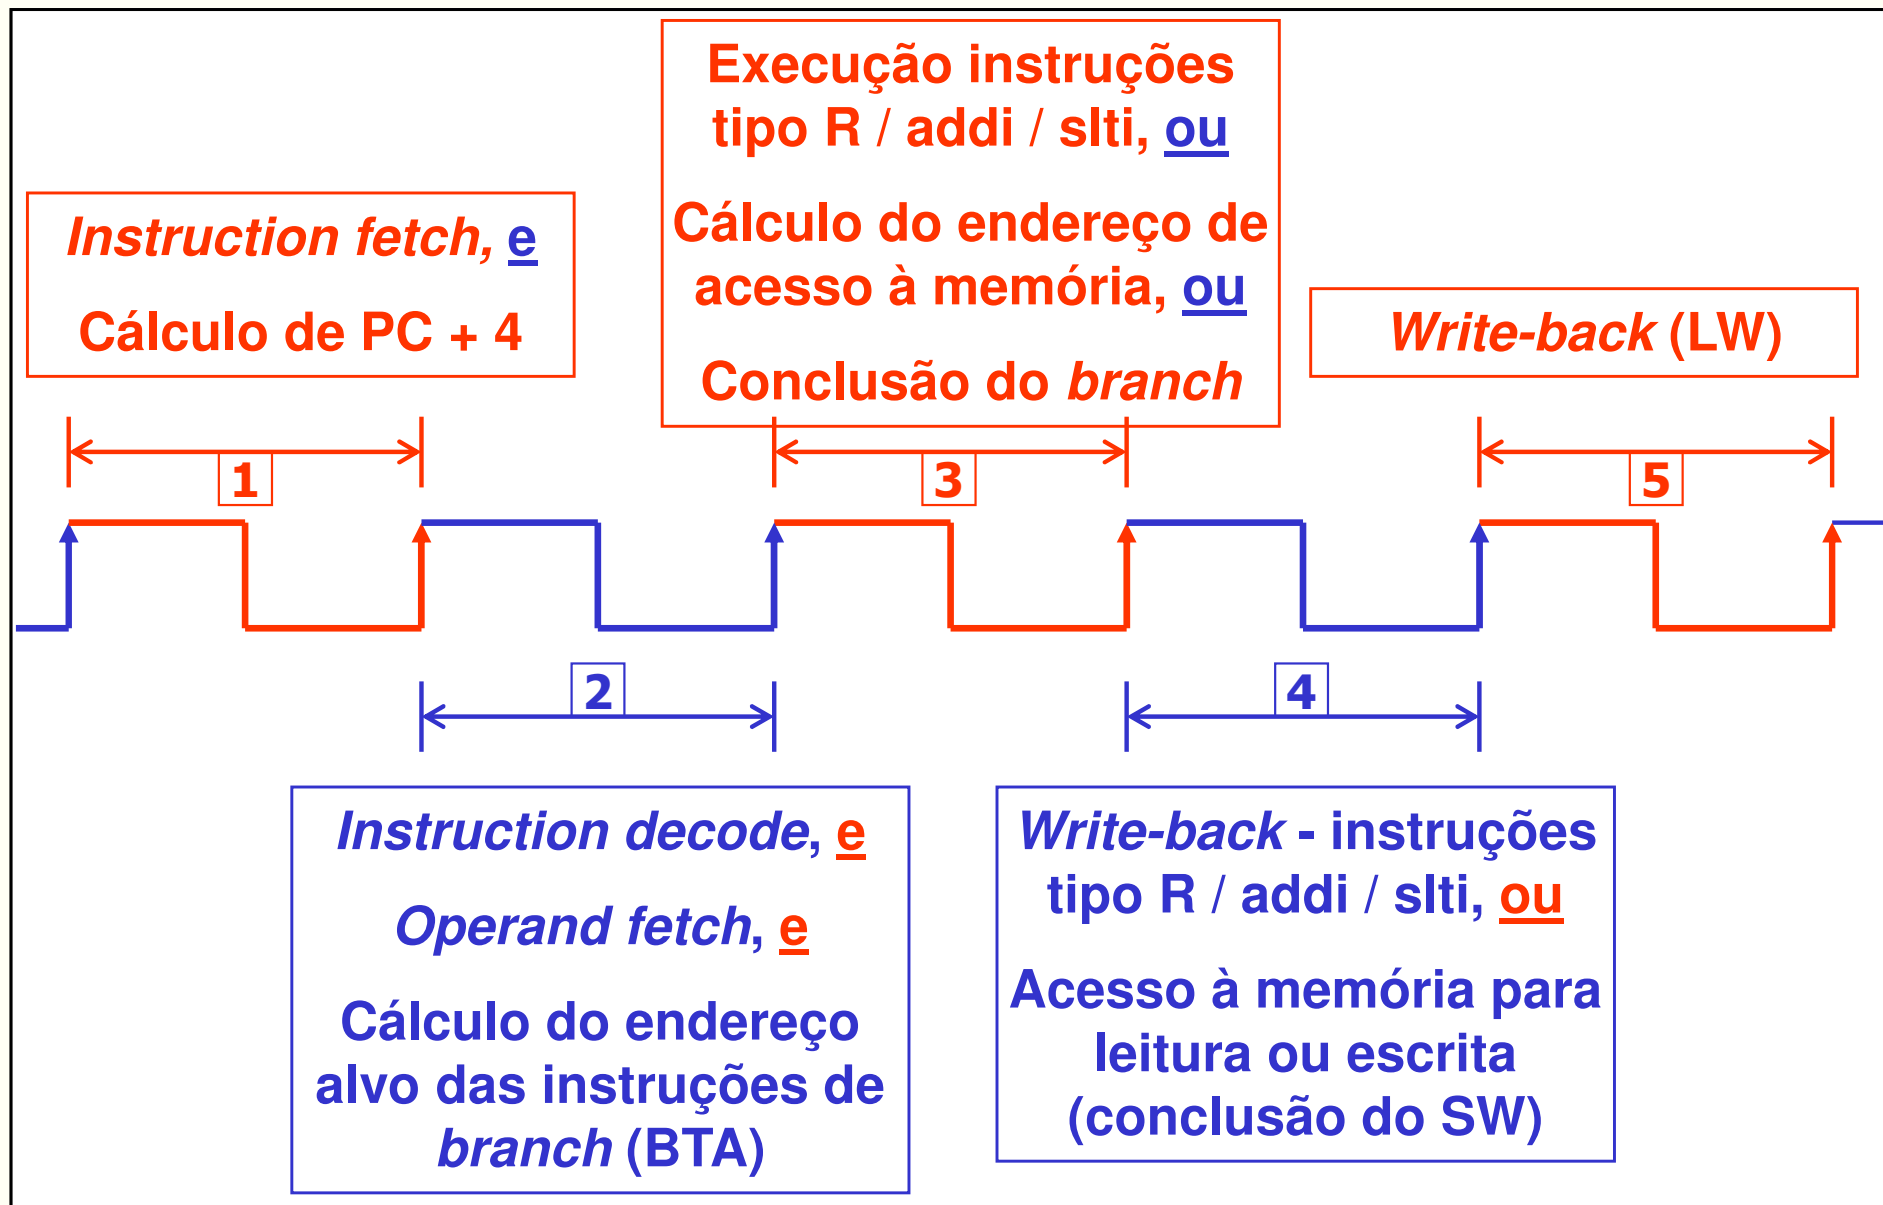 Execução instruções
tipo R / addi / slti, ou
Cálculo do endereço de
acesso à memória, ou
Conclusão do branch
Instruction fetch, e
Cálculo de PC + 4
Write-back (LW)
1
3
5
2
4
Instruction decode, e
Operand fetch, e
Cálculo do endereço
alvo das instruções de
branch (BTA)
Write-back - instruções
tipo R / addi / slti, ou
Acesso à memória para
leitura ou escrita
(conclusão do SW)